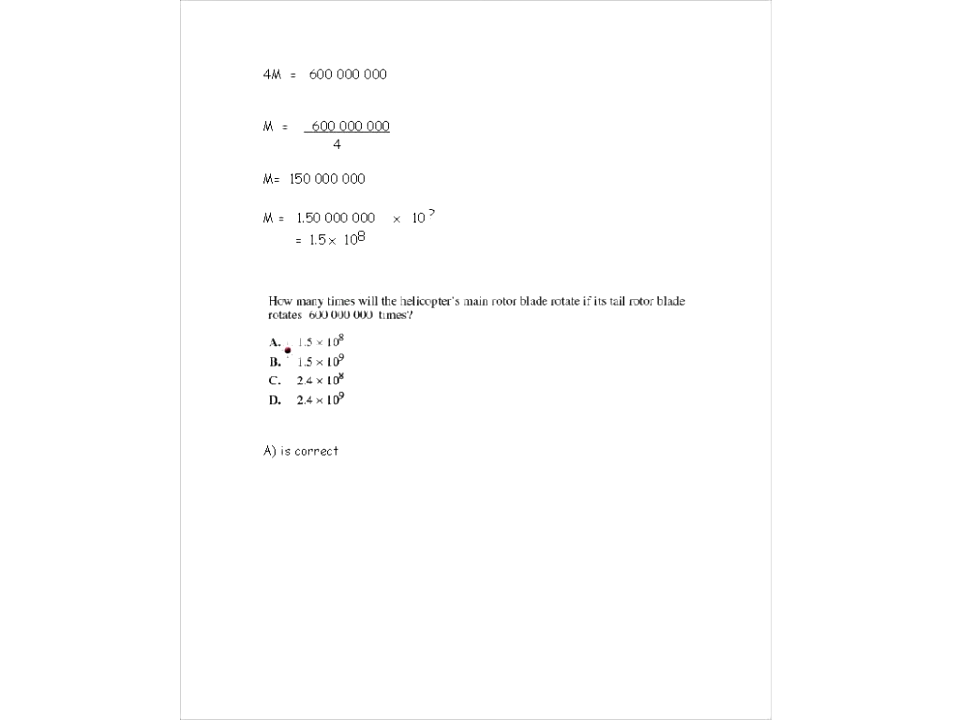 4M = 600 000 000
M = 600 000 000
4
M= 150 000 000
M = 1.50 000 000 × 10 ?
= 1.5 × 10⁸
How many times will the helicopter's main rotor blade rotate if its tail rotor blade
rotates 600 000 000 times?
A. 1.5 × 10⁸
B. 1.5 × 10⁹
C. 2.4 × 10⁸
D. 2.4 × 10⁹
A) is correct